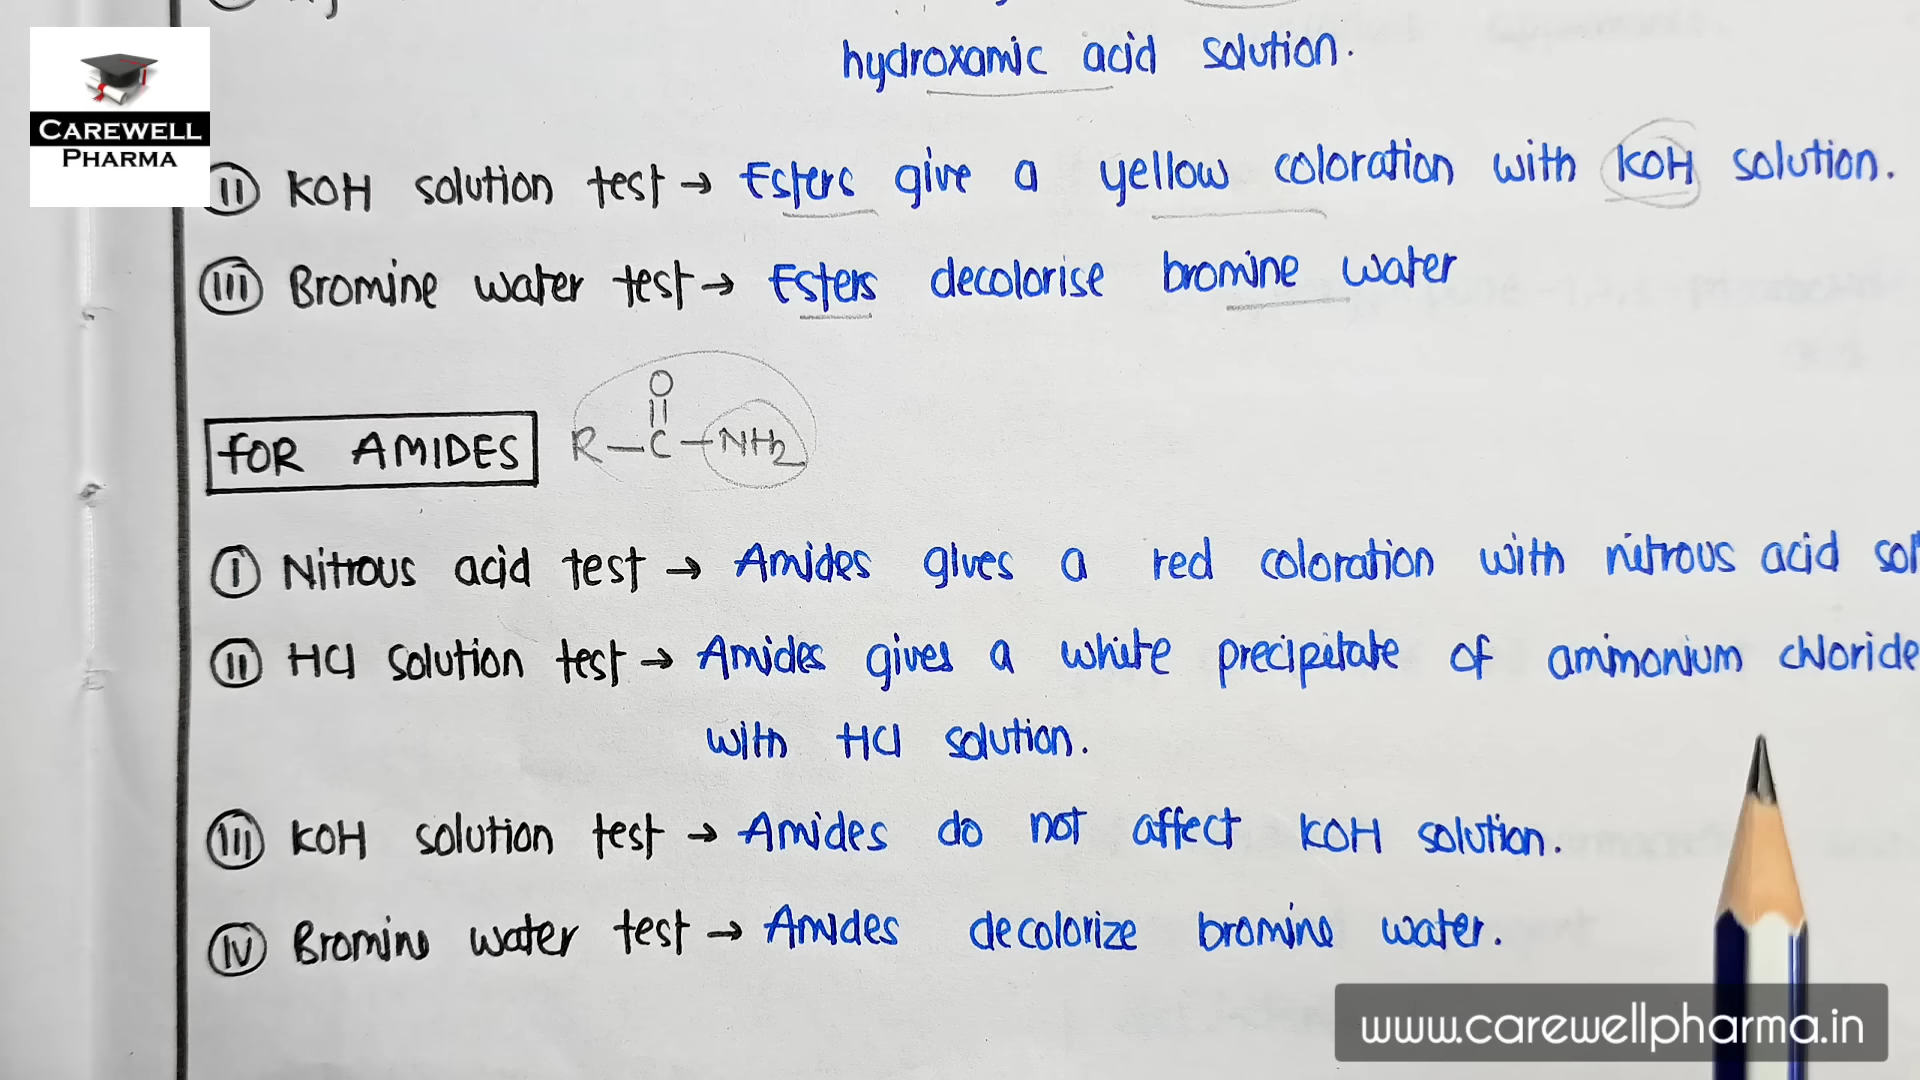 hydroxamic acid solution.
CAREWELL
PHARMA
II KOH solution test → Esters give a yellow coloration with KOH solution.
III Bromine water test → Esters decolorise bromine water
FOR AMIDES
O
R-C-NH2
I Nitrous acid test → Amides gives a red coloration with nitrous acid sol
II HCl solution test → Amides gives a white precipitate of ammonium chloride
with HCl solution.
III KOH solution test → Amides do not affect KOH solution.
IV Bromine water test → Amides decolorize bromine water.
www.carewellpharma.in